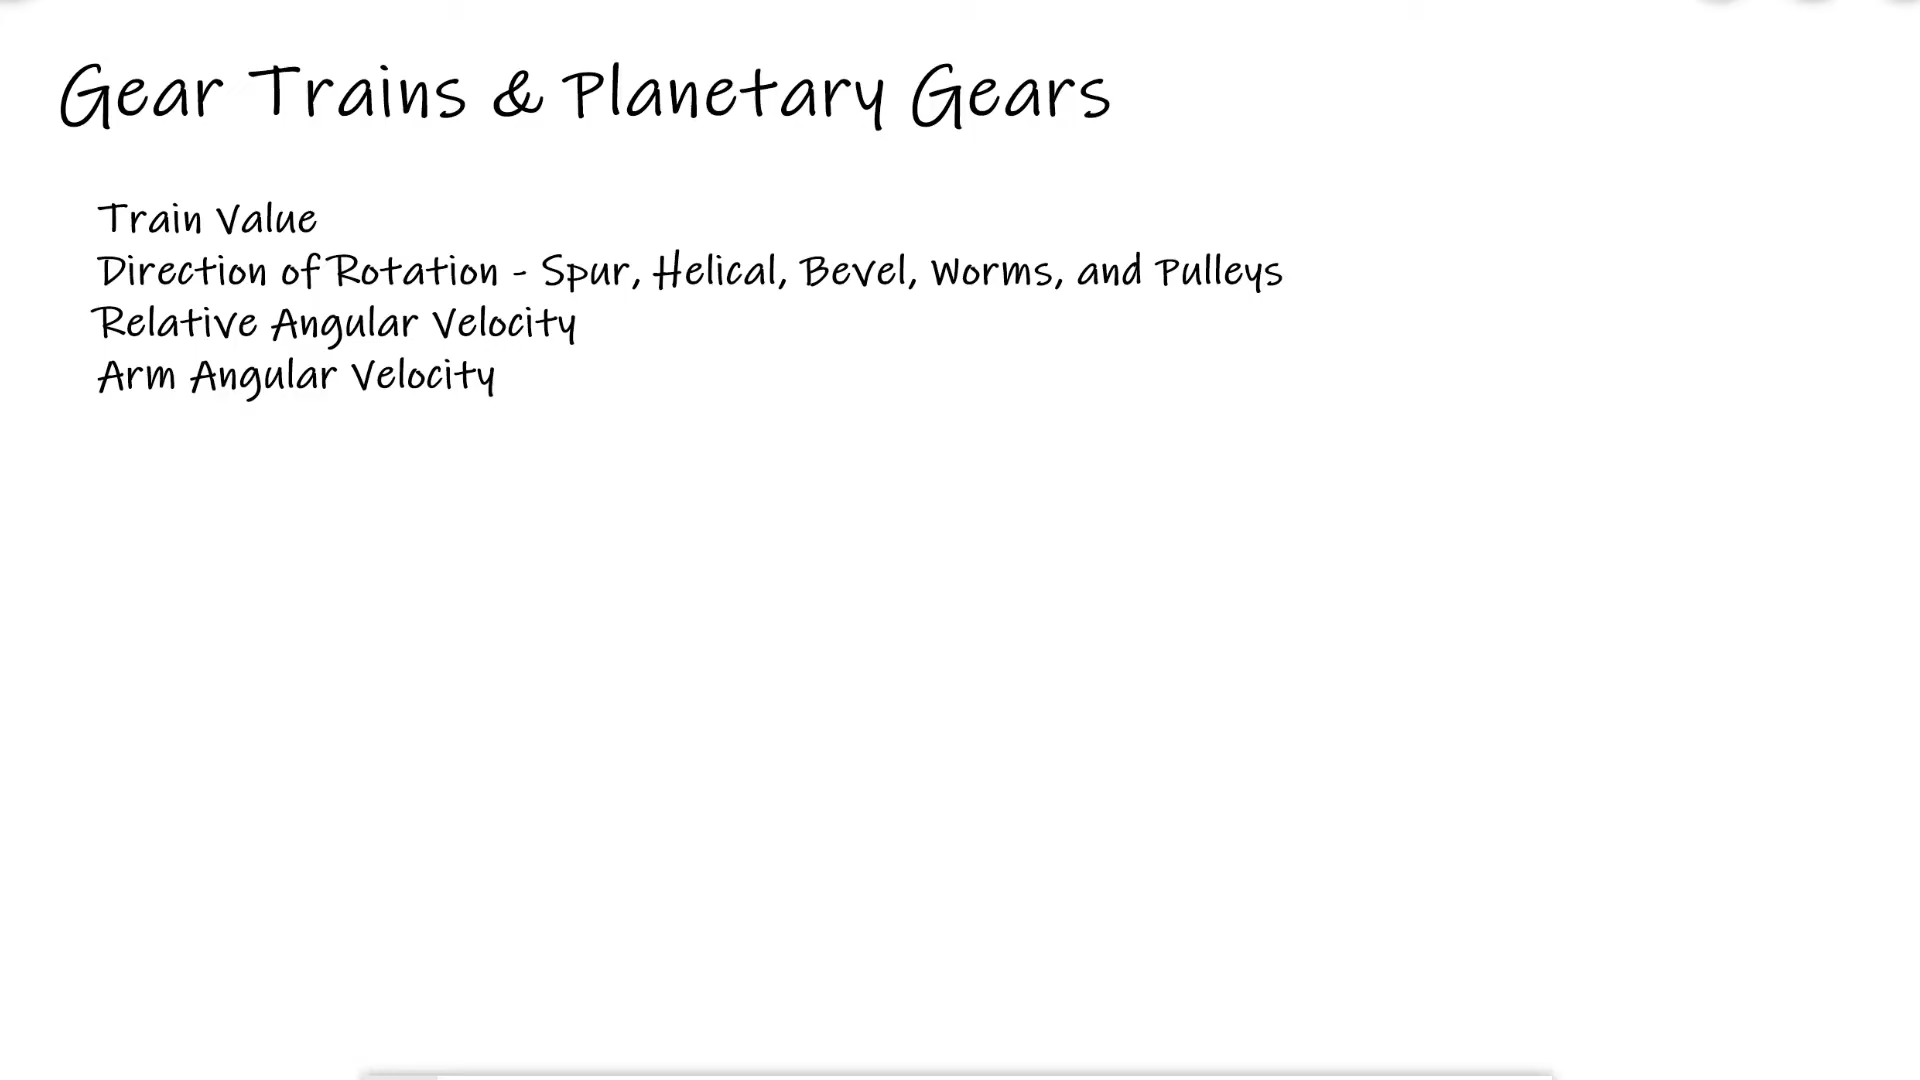 Gear Trains & Planetary Gears
Train Value
Direction of Rotation - Spur, Helical, Bevel, Worms, and Pulleys
Relative Angular Velocity
Arm Angular Velocity